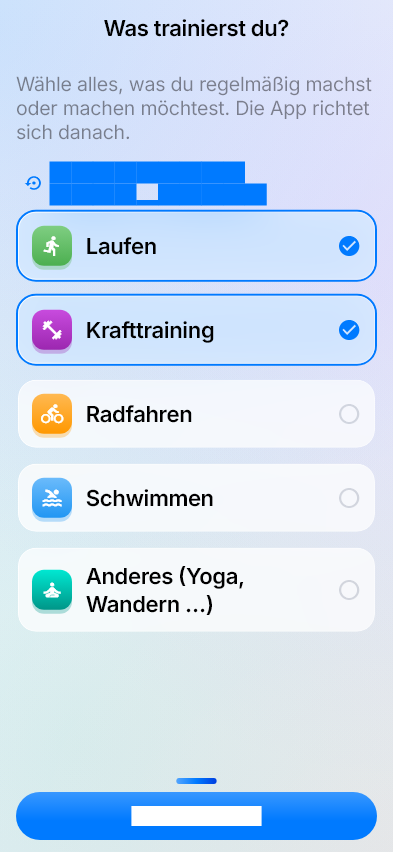 Was trainierst du?
Wähle alles, was du regelmäßig machst
oder machen möchtest. Die App richtet
sich danach.
Laufen
Krafttraining
Radfahren
Schwimmen
Anderes (Yoga,
Wandern ...)